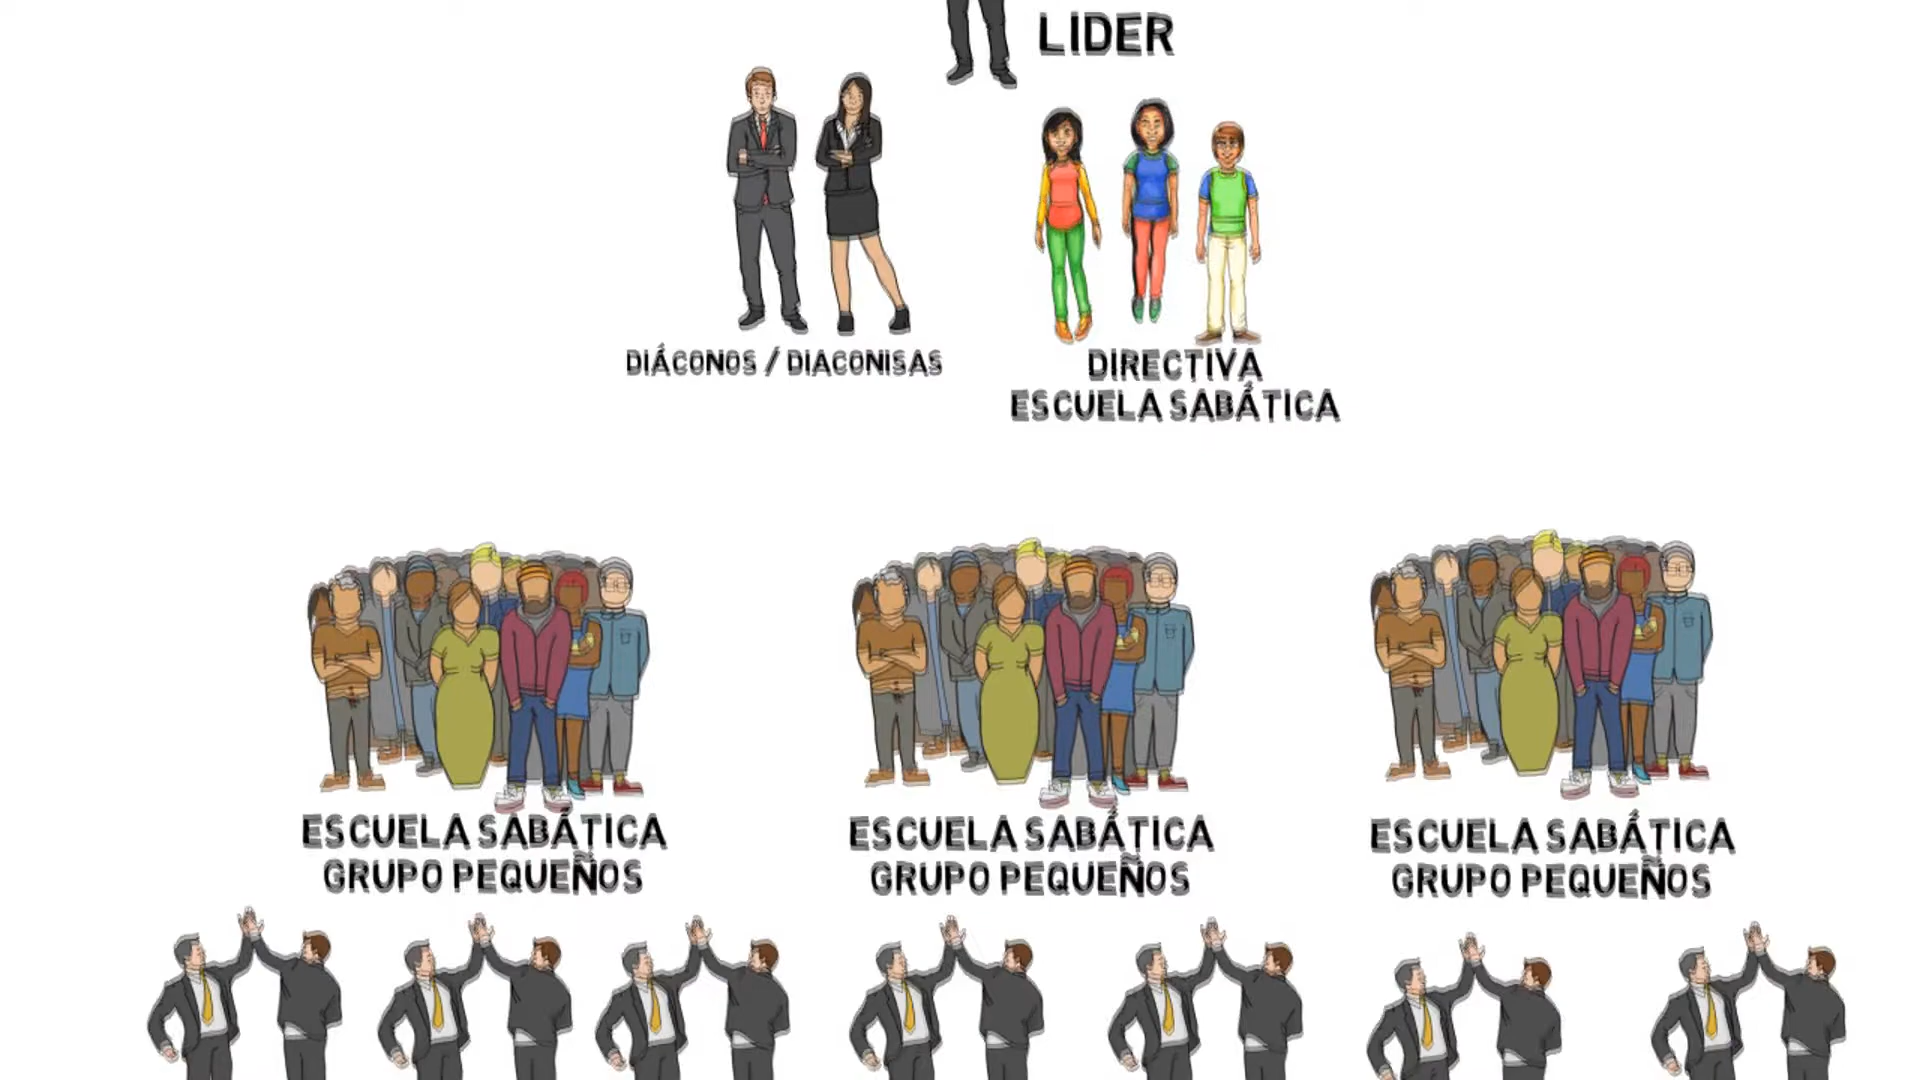 LIDER
DIÁCONOS / DIACONISAS
DIRECTIVA
ESCUELA SABÁTICA
ESCUELA SABÁTICA
GRUPO PEQUEÑOS
ESCUELA SABÁTICA
GRUPO PEQUEÑOS
ESCUELA SABÁTICA
GRUPO PEQUEÑOS